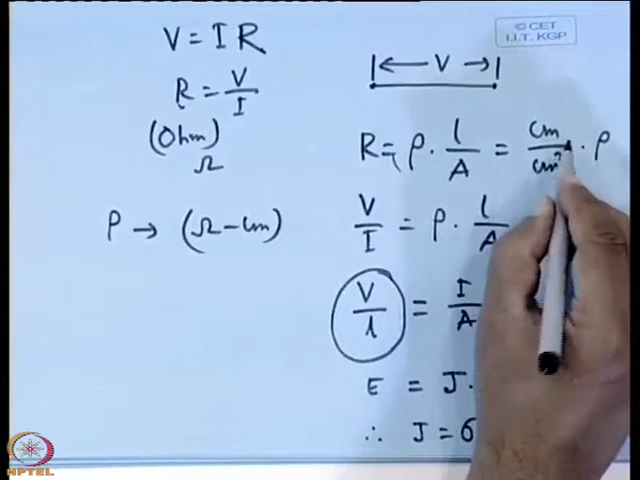 © CET
I.I.T. KGP
V = I R
R = V/I
(Ohm)
Ω
|← V →|
R = ρ · l/A = cm/cm² · ρ
ρ → (Ω - cm)
V/I = ρ · l/A
V/l = I/A
E = J·
∴ J = σ
NPTEL